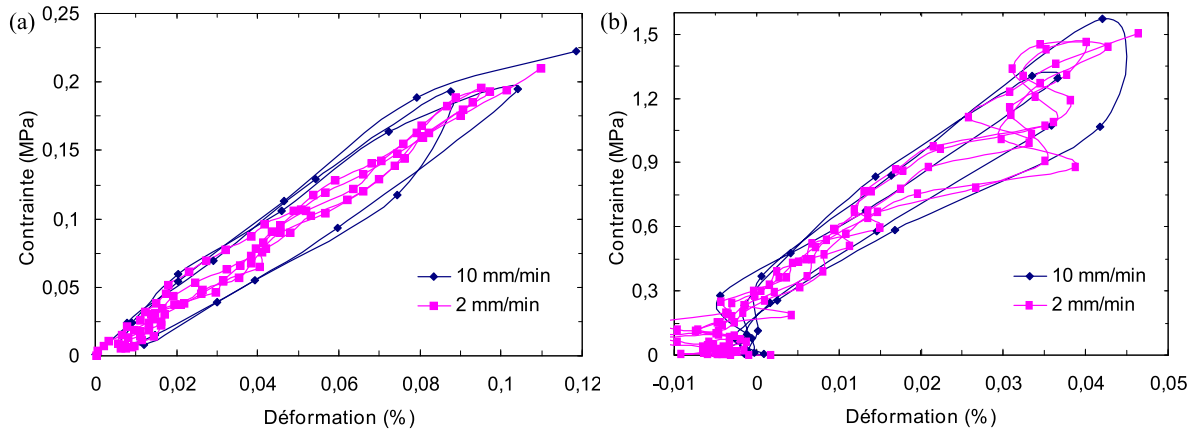 (a)
0,25
0,2
0,15
0,1
0,05
0
Contrainte (MPa)
0
0,02
0,04
0,06
0,08
0,1
0,12
Déformation (%)
10 mm/min
2 mm/min
(b)
1,5
1,2
0,9
0,6
0,3
0
Contrainte (MPa)
-0,01
0
0,01
0,02
0,03
0,04
0,05
Déformation (%)
10 mm/min
2 mm/min